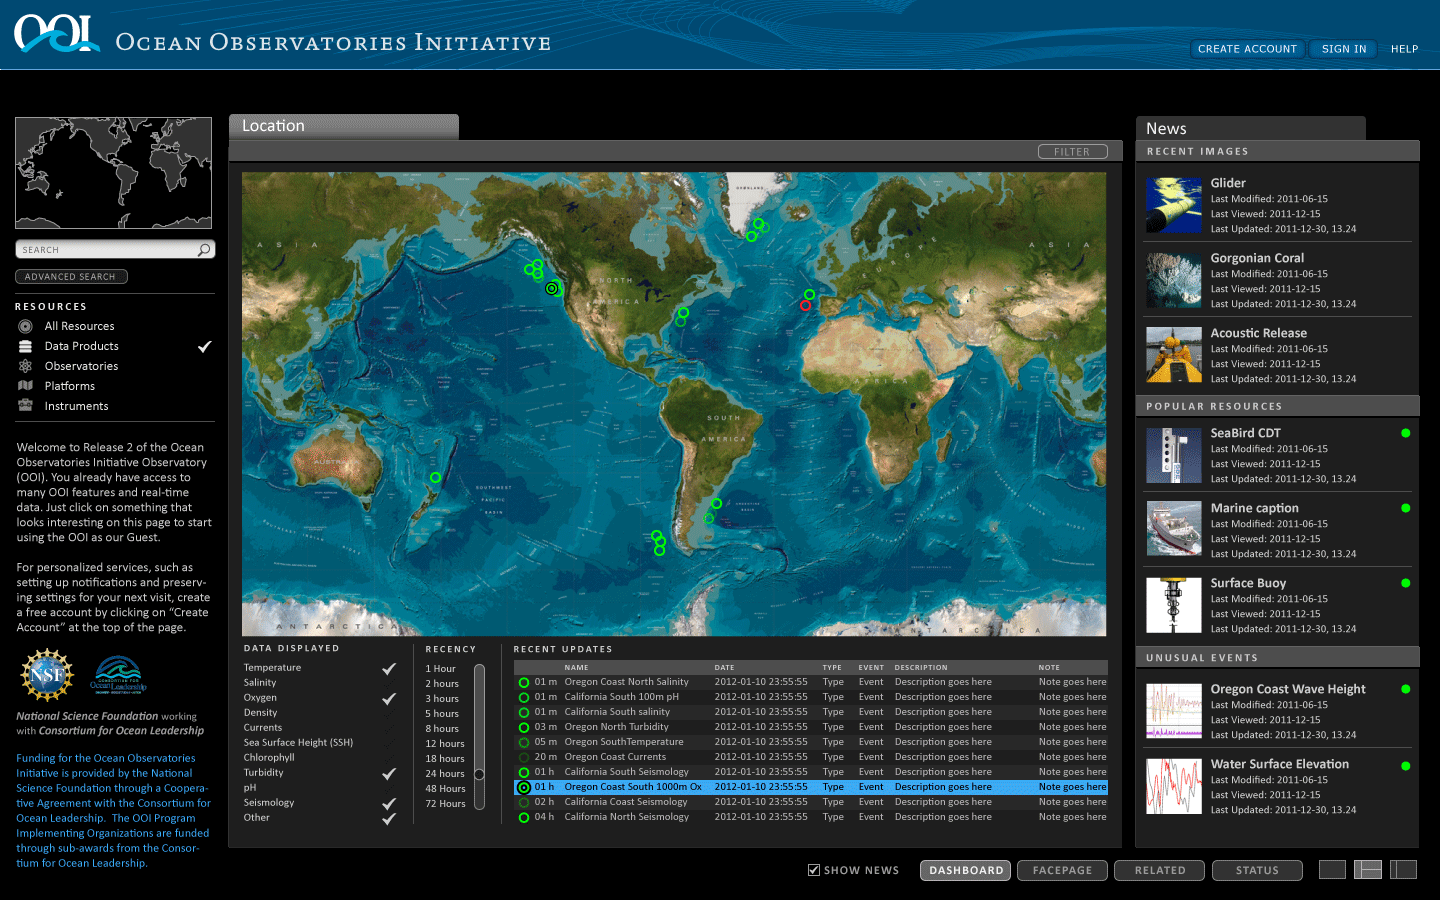 OOI OCEAN OBSERVATORIES INITIATIVE
CREATE ACCOUNT SIGN IN HELP
SEARCH
ADVANCED SEARCH
RESOURCES
All Resources
Data Products
Observatories
Platforms
Instruments
Welcome to Release 2 of the Ocean
Observatories Initiative Observatory
(OOI). You already have access to
many OOI features and real-time
data. Just click on something that
looks interesting on this page to start
using the OOI as our Guest.
For personalized services, such as
setting up notifications and preserv-
ing settings for your next visit, create
a free account by clicking on “Create
Account” at the top of the page.
NSF
CONSORTIUM FOR
Ocean Leadership
National Science Foundation working
with Consortium for Ocean Leadership
Funding for the Ocean Observatories
Initiative is provided by the National
Science Foundation through a Coopera-
tive Agreement with the Consortium for
Ocean Leadership. The OOI Program
Implementing Organizations are funded
through sub-awards from the Consor-
tium for Ocean Leadership.
Location
FILTER
GREENLAND
ASIA
NORTH
AMERICA
EUROPE
ASIA
AFRICA
SOUTH
AMERICA
AUSTRALIA
SOUTHWEST
PACIFIC
BASIN
ANTARCTICA
ANTARCTICA
DATA DISPLAYED
Temperature
Salinity
Oxygen
Density
Currents
Sea Surface Height (SSH)
Chlorophyll
Turbidity
pH
Seismology
Other
RECENCY
1 Hour
2 hours
3 hours
5 hours
8 hours
12 hours
18 hours
24 hours
48 Hours
72 Hours
RECENT UPDATES
NAME DATE TYPE EVENT DESCRIPTION NOTE
01 m Oregon Coast North Salinity 2012-01-10 23:55:55 Type Event Description goes here Note goes here
01 m California South 100m pH 2012-01-10 23:55:55 Type Event Description goes here Note goes here
01 m California South salinity 2012-01-10 23:55:55 Type Event Description goes here Note goes here
03 m Oregon North Turbidity 2012-01-10 23:55:55 Type Event Description goes here Note goes here
05 m Oregon SouthTemperature 2012-01-10 23:55:55 Type Event Description goes here Note goes here
20 m Oregon Coast Currents 2012-01-10 23:55:55 Type Event Description goes here Note goes here
01 h California South Seismology 2012-01-10 23:55:55 Type Event Description goes here Note goes here
01 h Oregon Coast South 1000m Ox 2012-01-10 23:55:55 Type Event Description goes here Note goes here
02 h California Coast Seismology 2012-01-10 23:55:55 Type Event Description goes here Note goes here
04 h California North Seismology 2012-01-10 23:55:55 Type Event Description goes here Note goes here
News
RECENT IMAGES
Glider
Last Modified: 2011-06-15
Last Viewed: 2011-12-15
Last Updated: 2011-12-30, 13.24
Gorgonian Coral
Last Modified: 2011-06-15
Last Viewed: 2011-12-15
Last Updated: 2011-12-30, 13.24
Acoustic Release
Last Modified: 2011-06-15
Last Viewed: 2011-12-15
Last Updated: 2011-12-30, 13.24
POPULAR RESOURCES
SeaBird CDT
Last Modified: 2011-06-15
Last Viewed: 2011-12-15
Last Updated: 2011-12-30, 13.24
Marine caption
Last Modified: 2011-06-15
Last Viewed: 2011-12-15
Last Updated: 2011-12-30, 13.24
Surface Buoy
Last Modified: 2011-06-15
Last Viewed: 2011-12-15
Last Updated: 2011-12-30, 13.24
UNUSUAL EVENTS
Oregon Coast Wave Height
Last Modified: 2011-06-15
Last Viewed: 2011-12-15
Last Updated: 2011-12-30, 13.24
Water Surface Elevation
Last Modified: 2011-06-15
Last Viewed: 2011-12-15
Last Updated: 2011-12-30, 13.24
SHOW NEWS DASHBOARD FACEPAGE RELATED STATUS